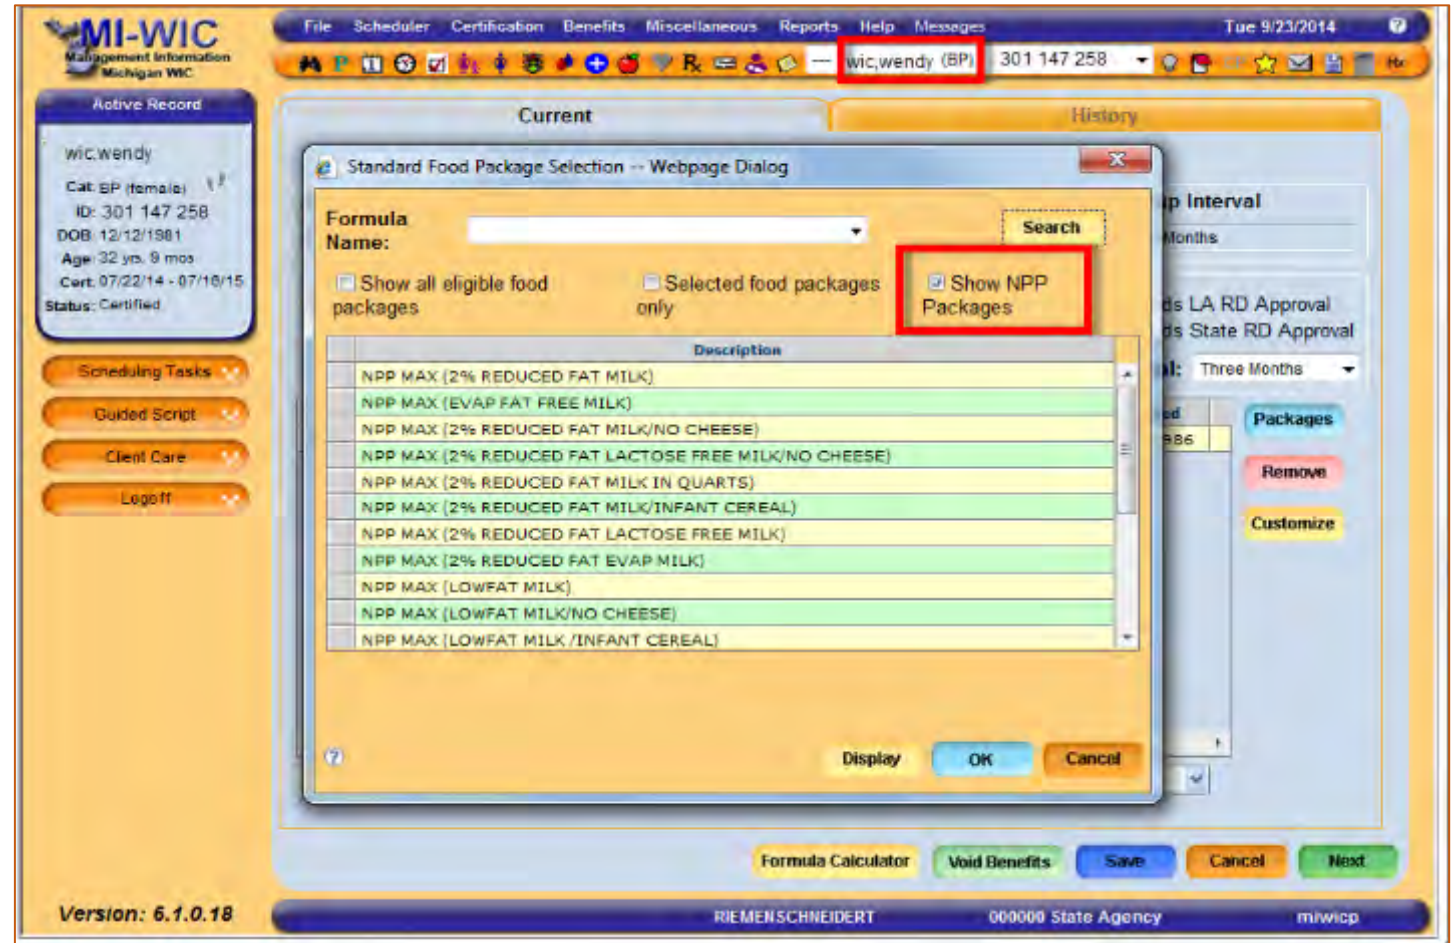 MI-WIC
Management Information
Michigan WIC
File Scheduler Certification Benefits Miscellaneous Reports Help Messages
Tue 9/23/2014
wic,wendy (BP)
301 147 258
Active Record
wic,wendy
Cat: BP (female)
ID: 301 147 258
DOB: 12/12/1981
Age: 32 yrs. 9 mos
Cert: 07/22/14 - 07/18/15
Status: Certified
Scheduling Tasks
Guided Script
Client Care
Logoff
Version: 6.1.0.18
Current
History
Standard Food Package Selection -- Webpage Dialog
Formula
Name:
Search
Show all eligible food
packages
Selected food packages
only
Show NPP
Packages
Description
NPP MAX (2% REDUCED FAT MILK)
NPP MAX (EVAP FAT FREE MILK)
NPP MAX (2% REDUCED FAT MILK/NO CHEESE)
NPP MAX (2% REDUCED FAT LACTOSE FREE MILK/NO CHEESE)
NPP MAX (2% REDUCED FAT MILK IN QUARTS)
NPP MAX (2% REDUCED FAT MILK/INFANT CEREAL)
NPP MAX (2% REDUCED FAT LACTOSE FREE MILK)
NPP MAX (2% REDUCED FAT EVAP MILK)
NPP MAX (LOWFAT MILK)
NPP MAX (LOWFAT MILK/NO CHEESE)
NPP MAX (LOWFAT MILK /INFANT CEREAL)
Display
OK
Cancel
up Interval
Months
ds LA RD Approval
ds State RD Approval
al: Three Months
ed
986
Packages
Remove
Customize
Formula Calculator
Void Benefits
Save
Cancel
Next
RIEMENSCHNEIDERT
000000 State Agency
miwicp